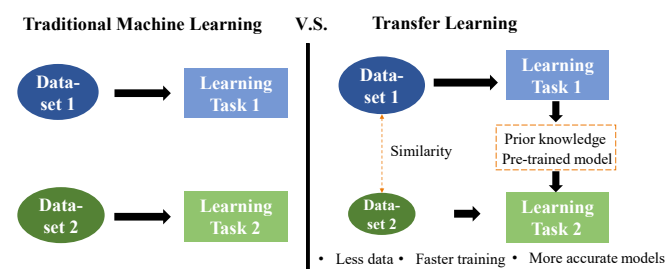 Traditional Machine Learning V.S. Transfer Learning
Data-
set 1
Learning
Task 1
Data-
set 2
Learning
Task 2
Data-
set 1
Learning
Task 1
Similarity
Prior knowledge
Pre-trained model
Data-
set 2
Learning
Task 2
• Less data • Faster training • More accurate models